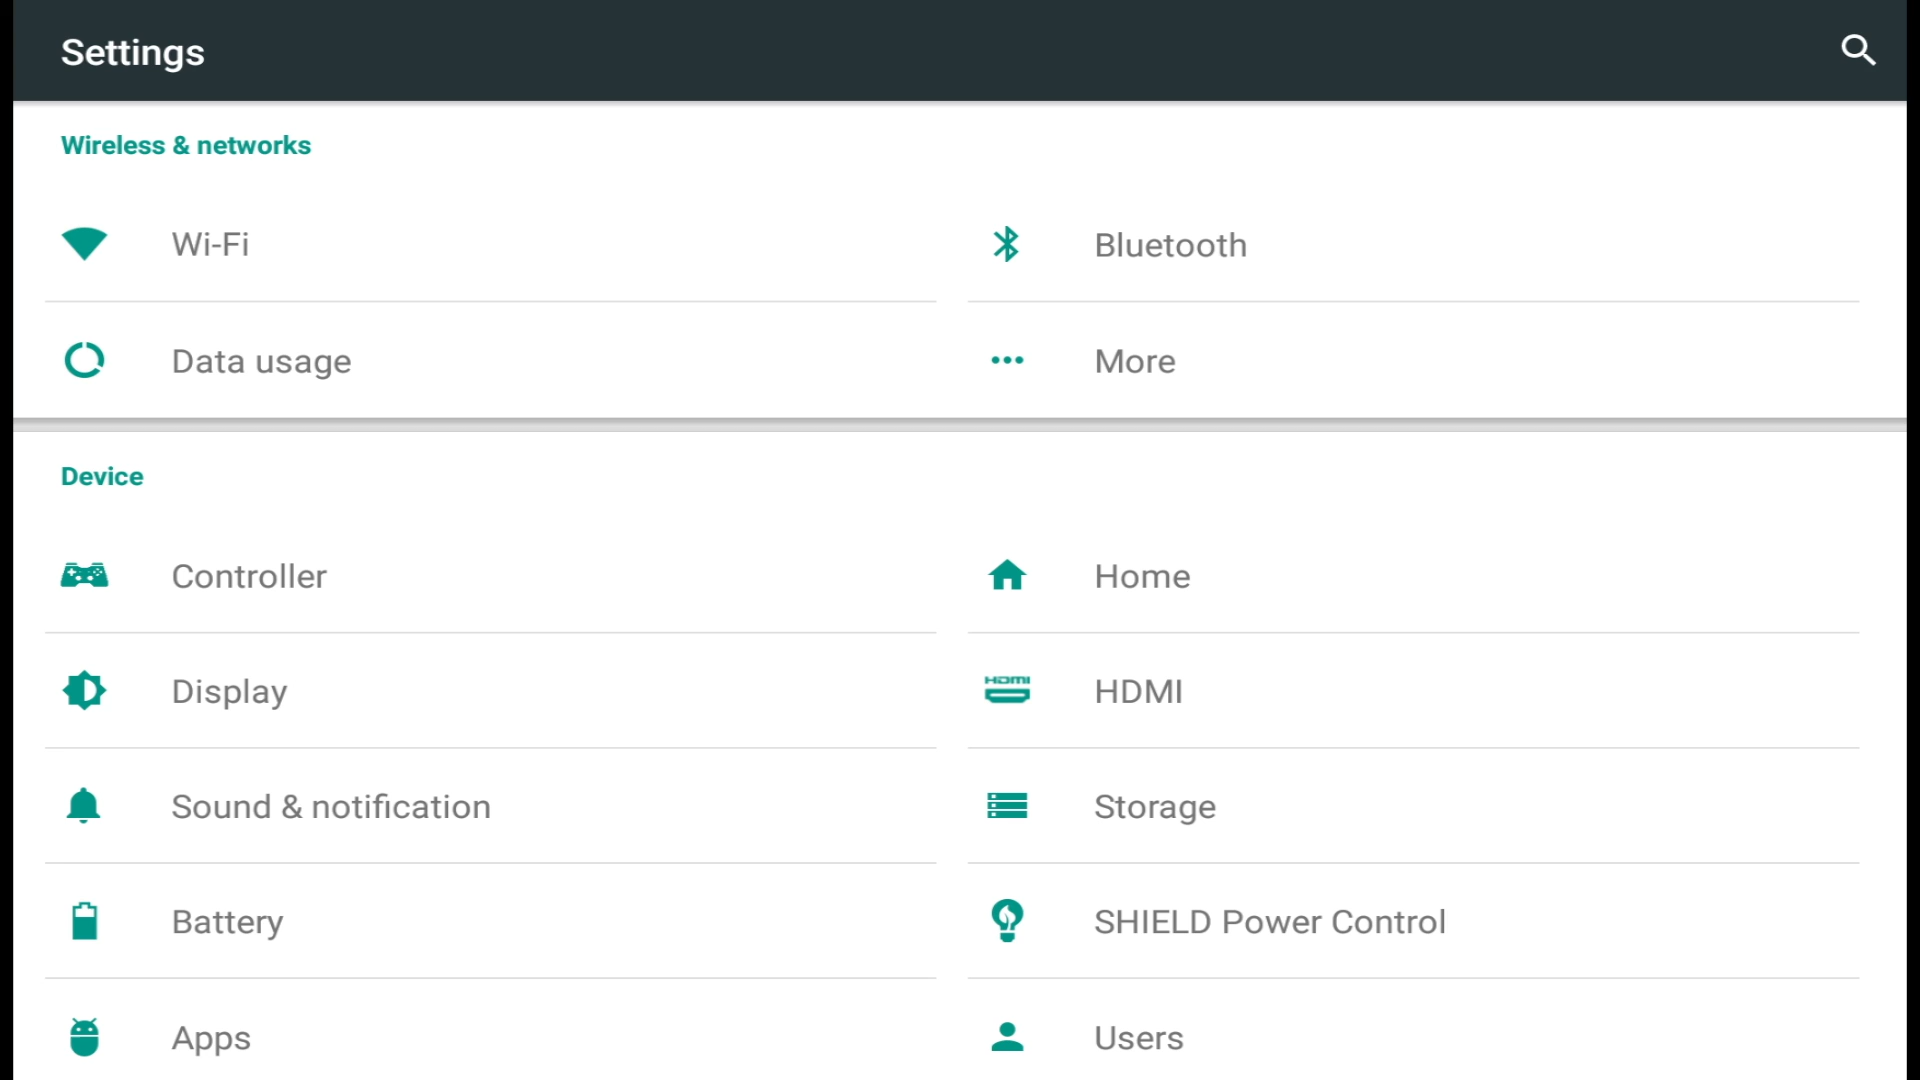 Settings
Wireless & networks
Wi-Fi
Bluetooth
Data usage
More
Device
Controller
Home
Display
HDMI
HDMI
Sound & notification
Storage
Battery
SHIELD Power Control
Apps
Users